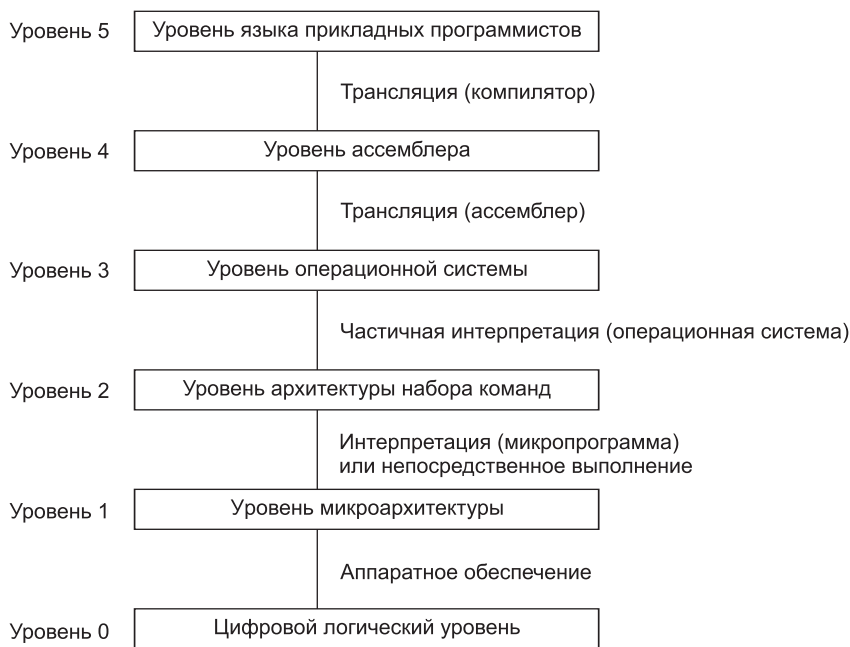 Уровень 5 Уровень языка прикладных программистов
Трансляция (компилятор)
Уровень 4 Уровень ассемблера
Трансляция (ассемблер)
Уровень 3 Уровень операционной системы
Частичная интерпретация (операционная система)
Уровень 2 Уровень архитектуры набора команд
Интерпретация (микропрограмма)
или непосредственное выполнение
Уровень 1 Уровень микроархитектуры
Аппаратное обеспечение
Уровень 0 Цифровой логический уровень